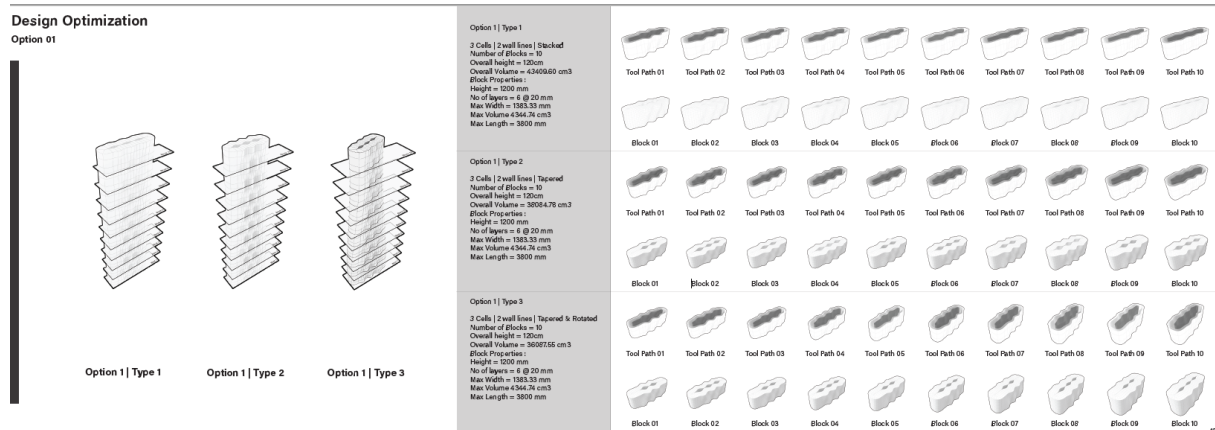 Design Optimization
Option 01
Option 1 | Type 1
Option 1 | Type 2
Option 1 | Type 3
Option 1 | Type 1
3 Cells | 2 wall lines | Stacked
Number of Blocks = 10
Overall height = 120cm
Overall Volume = 43409.60 cm3
Block Properties :
Height = 1200 mm
No of layers = 6 @ 20 mm
Max Width = 1383.33 mm
Max Volume 4344.74 cm3
Max Length = 3800 mm
Tool Path 01 Tool Path 02 Tool Path 03 Tool Path 04 Tool Path 05 Tool Path 06 Tool Path 07 Tool Path 08 Tool Path 09 Tool Path 10
Block 01 Block 02 Block 03 Block 04 Block 05 Block 06 Block 07 Block 08 Block 09 Block 10
Option 1 | Type 2
3 Cells | 2 wall lines | Tapered
Number of Blocks = 10
Overall height = 120cm
Overall Volume = 38084.78 cm3
Block Properties :
Height = 1200 mm
No of layers = 6 @ 20 mm
Max Width = 1383.33 mm
Max Volume 4344.74 cm3
Max Length = 3800 mm
Tool Path 01 Tool Path 02 Tool Path 03 Tool Path 04 Tool Path 05 Tool Path 06 Tool Path 07 Tool Path 08 Tool Path 09 Tool Path 10
Block 01 Block 02 Block 03 Block 04 Block 05 Block 06 Block 07 Block 08 Block 09 Block 10
Option 1 | Type 3
3 Cells | 2 wall lines | Tapered & Rotated
Number of Blocks = 10
Overall height = 120cm
Overall Volume = 36087.55 cm3
Block Properties :
Height = 1200 mm
No of layers = 6 @ 20 mm
Max Width = 1383.33 mm
Max Volume 4344.74 cm3
Max Length = 3800 mm
Tool Path 01 Tool Path 02 Tool Path 03 Tool Path 04 Tool Path 05 Tool Path 06 Tool Path 07 Tool Path 08 Tool Path 09 Tool Path 10
Block 01 Block 02 Block 03 Block 04 Block 05 Block 06 Block 07 Block 08 Block 09 Block 10